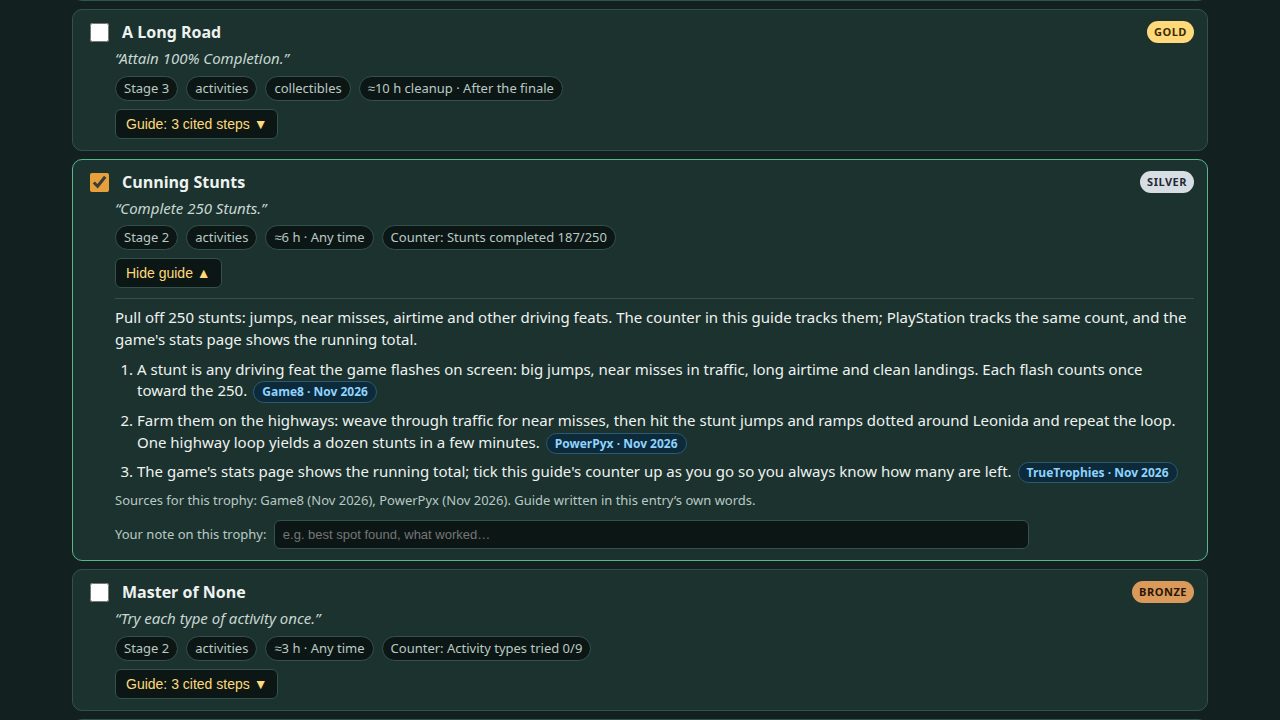 A Long Road
GOLD
“Attain 100% Completion.”
Stage 3 activities collectibles ≈10 h cleanup · After the finale
Guide: 3 cited steps ▼
Cunning Stunts
SILVER
“Complete 250 Stunts.”
Stage 2 activities ≈6 h · Any time Counter: Stunts completed 187/250
Hide guide ▲
Pull off 250 stunts: jumps, near misses, airtime and other driving feats. The counter in this guide tracks them; PlayStation tracks the same count, and the
game's stats page shows the running total.
1. A stunt is any driving feat the game flashes on screen: big jumps, near misses in traffic, long airtime and clean landings. Each flash counts once
toward the 250. Game8 · Nov 2026
2. Farm them on the highways: weave through traffic for near misses, then hit the stunt jumps and ramps dotted around Leonida and repeat the loop.
One highway loop yields a dozen stunts in a few minutes. PowerPyx · Nov 2026
3. The game's stats page shows the running total; tick this guide's counter up as you go so you always know how many are left. TrueTrophies · Nov 2026
Sources for this trophy: Game8 (Nov 2026), PowerPyx (Nov 2026). Guide written in this entry’s own words.
Your note on this trophy: e.g. best spot found, what worked…
Master of None
BRONZE
“Try each type of activity once.”
Stage 2 activities ≈3 h · Any time Counter: Activity types tried 0/9
Guide: 3 cited steps ▼